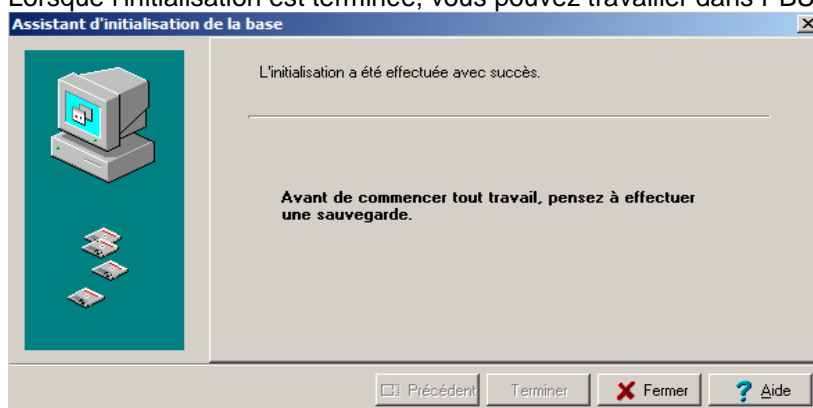 Lorsque l'initialisation est terminée, vous pouvez travailler dans PBS
Assistant d'initialisation de la base
L'initialisation a été effectuée avec succès.
Avant de commencer tout travail, pensez à effectuer
une sauvegarde.
Précédent
Terminer
Fermer
Aide